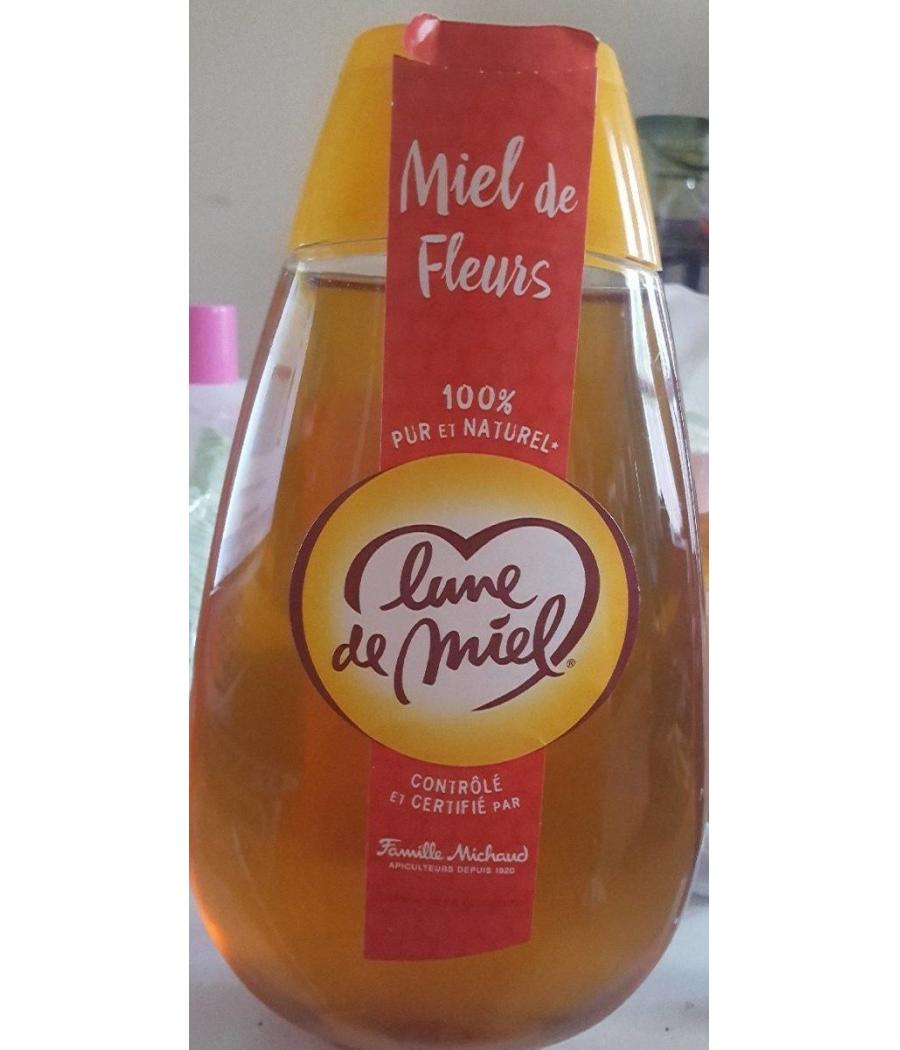 Miel de
Fleurs
100%
PUR ET NATUREL*
lune
de miel®
CONTRÔLÉ
ET CERTIFIÉ PAR
Famille Michaud
APICULTEURS DEPUIS 1920